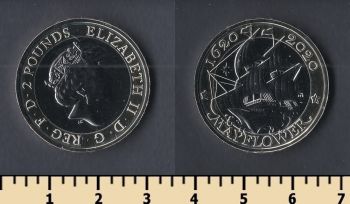 ELIZABETH II · D · G · REG · F · D · 2 POUNDS
1620 2020
MAYFLOWER
1 2 3 4 5 6 7